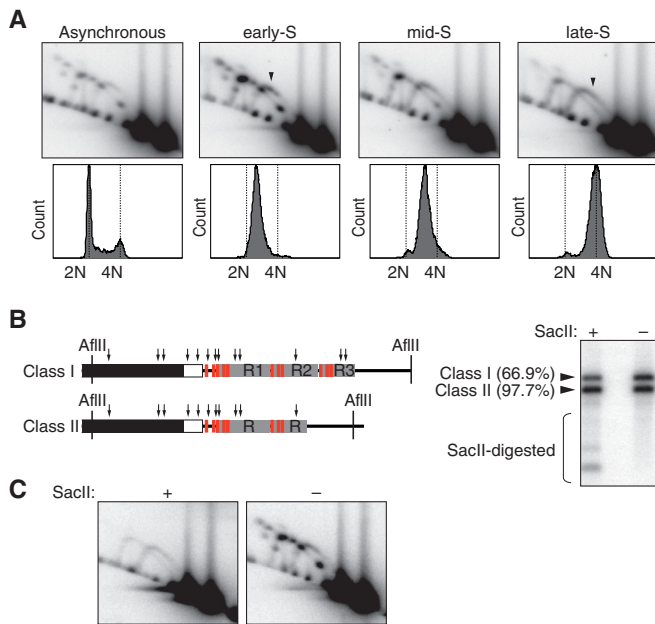 A
Asynchronous early-S mid-S late-S
Count Count Count Count
2N 4N 2N 4N 2N 4N 2N 4N
B
AflII AflII
Class I R1 R2 R3
AflII AflII
Class II R R
SacII: + −
Class I (66.9%)
Class II (97.7%)
SacII-digested
C
SacII: + −